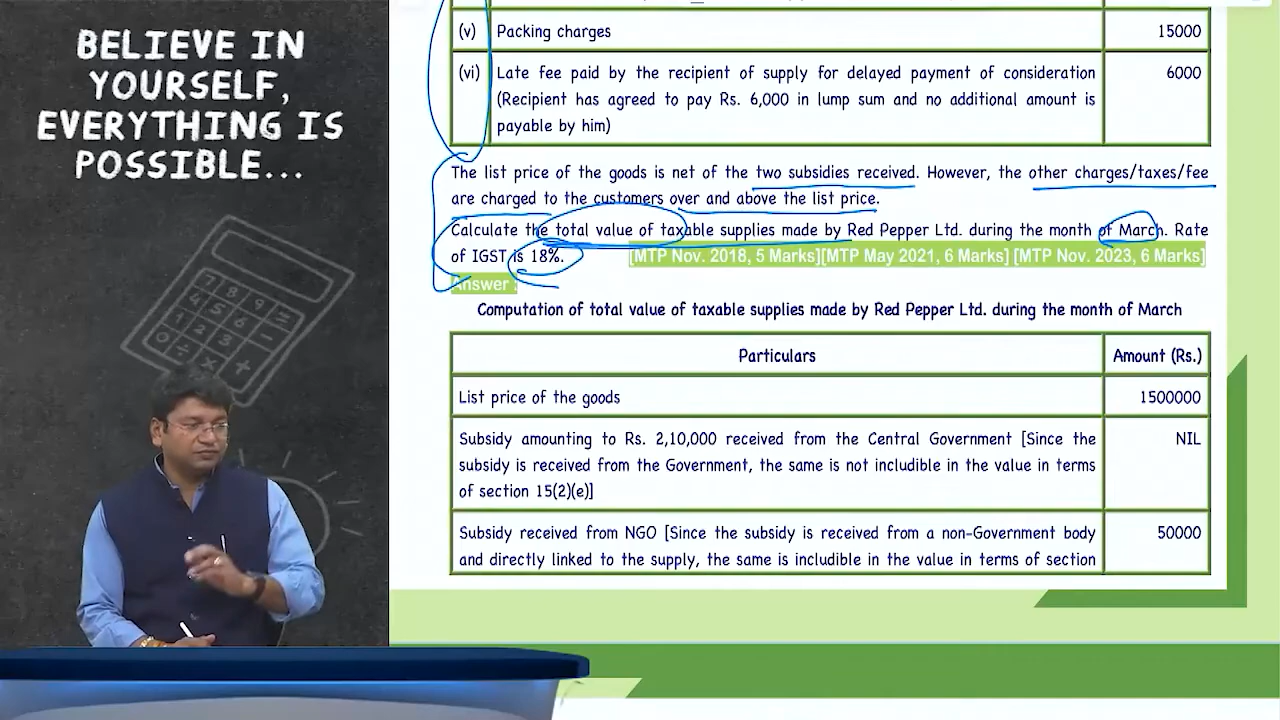 BELIEVE IN
YOURSELF,
EVERYTHING IS
POSSIBLE...
7 8 9 ÷
4 5 6 −
1 2 3
0 ÷ × +
(v) Packing charges 15000
(vi) Late fee paid by the recipient of supply for delayed payment of consideration 6000
(Recipient has agreed to pay Rs. 6,000 in lump sum and no additional amount is
payable by him)
The list price of the goods is net of the two subsidies received. However, the other charges/taxes/fee
are charged to the customers over and above the list price.
Calculate the total value of taxable supplies made by Red Pepper Ltd. during the month of March. Rate
of IGST is 18%. [MTP Nov. 2018, 5 Marks][MTP May 2021, 6 Marks] [MTP Nov. 2023, 6 Marks]
Answer :
Computation of total value of taxable supplies made by Red Pepper Ltd. during the month of March
Particulars Amount (Rs.)
List price of the goods 1500000
Subsidy amounting to Rs. 2,10,000 received from the Central Government [Since the NIL
subsidy is received from the Government, the same is not includible in the value in terms
of section 15(2)(e)]
Subsidy received from NGO [Since the subsidy is received from a non-Government body 50000
and directly linked to the supply, the same is includible in the value in terms of section